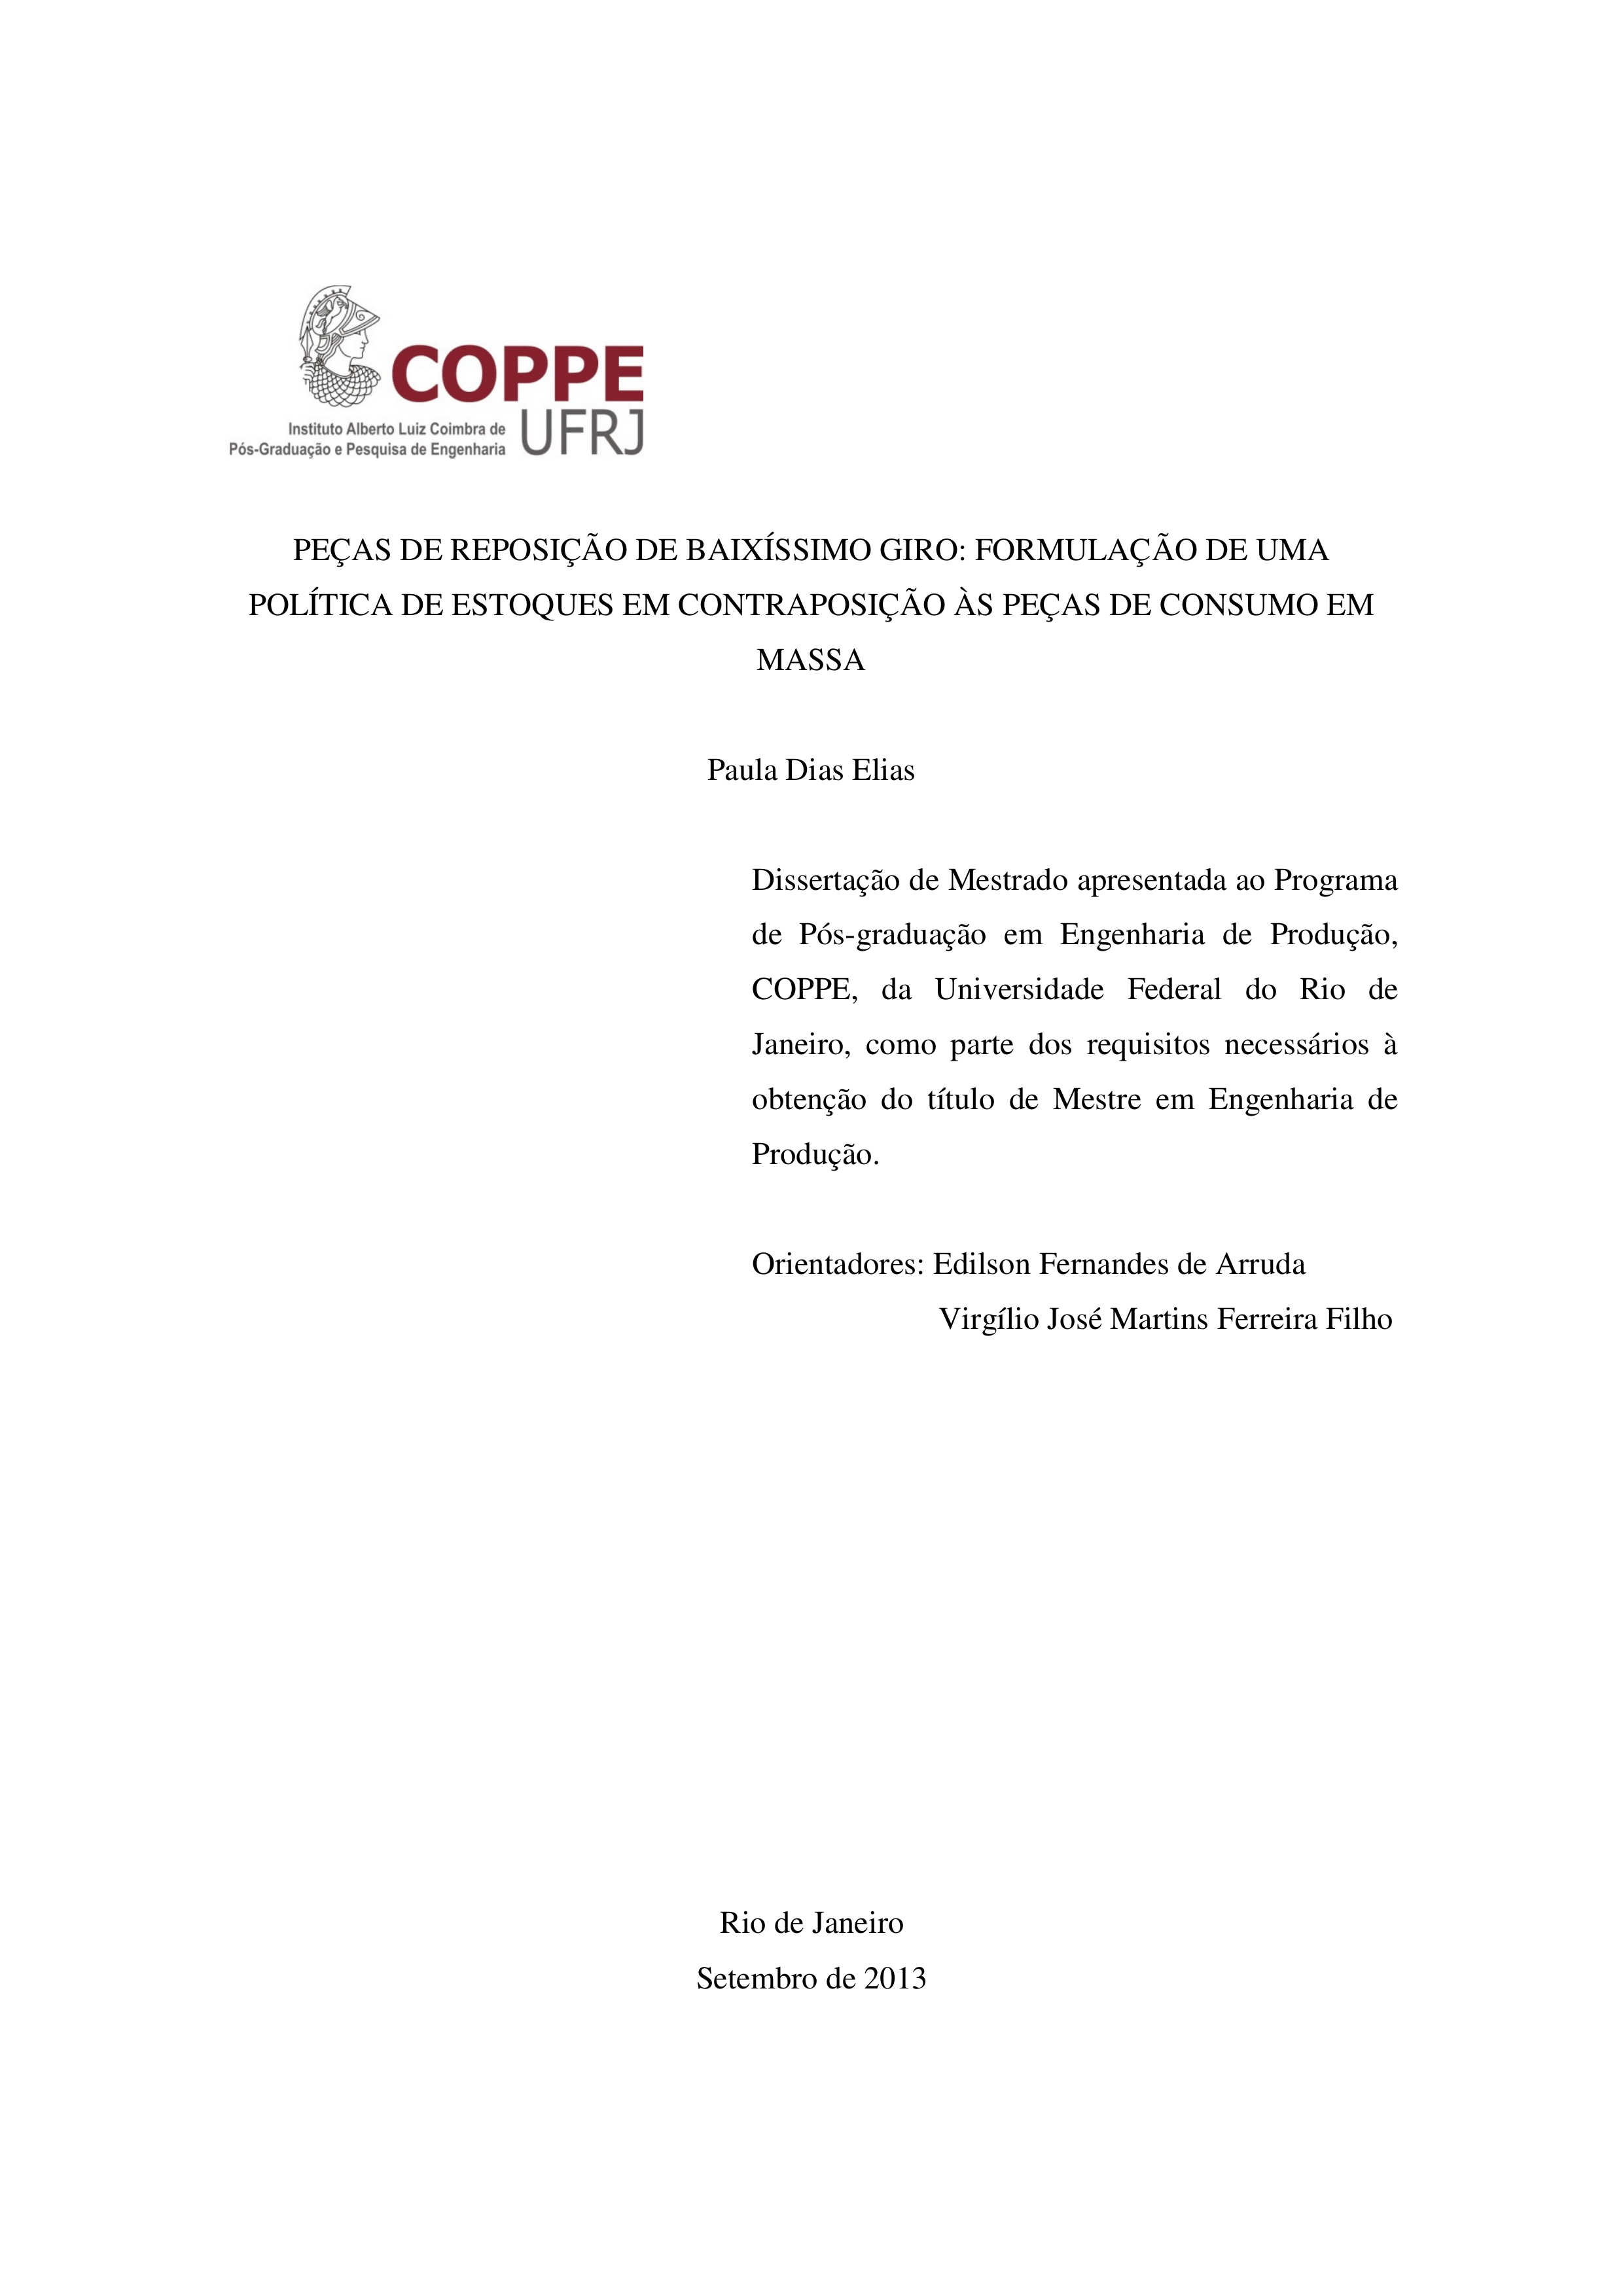 COPPE
UFRJ
Instituto Alberto Luiz Coimbra de
Pós-Graduação e Pesquisa de Engenharia
PEÇAS DE REPOSIÇÃO DE BAIXÍSSIMO GIRO: FORMULAÇÃO DE UMA
POLÍTICA DE ESTOQUES EM CONTRAPOSIÇÃO ÀS PEÇAS DE CONSUMO EM
MASSA
Paula Dias Elias
Dissertação de Mestrado apresentada ao Programa
de Pós-graduação em Engenharia de Produção,
COPPE, da Universidade Federal do Rio de
Janeiro, como parte dos requisitos necessários à
obtenção do título de Mestre em Engenharia de
Produção.
Orientadores: Edilson Fernandes de Arruda
Virgílio José Martins Ferreira Filho
Rio de Janeiro
Setembro de 2013